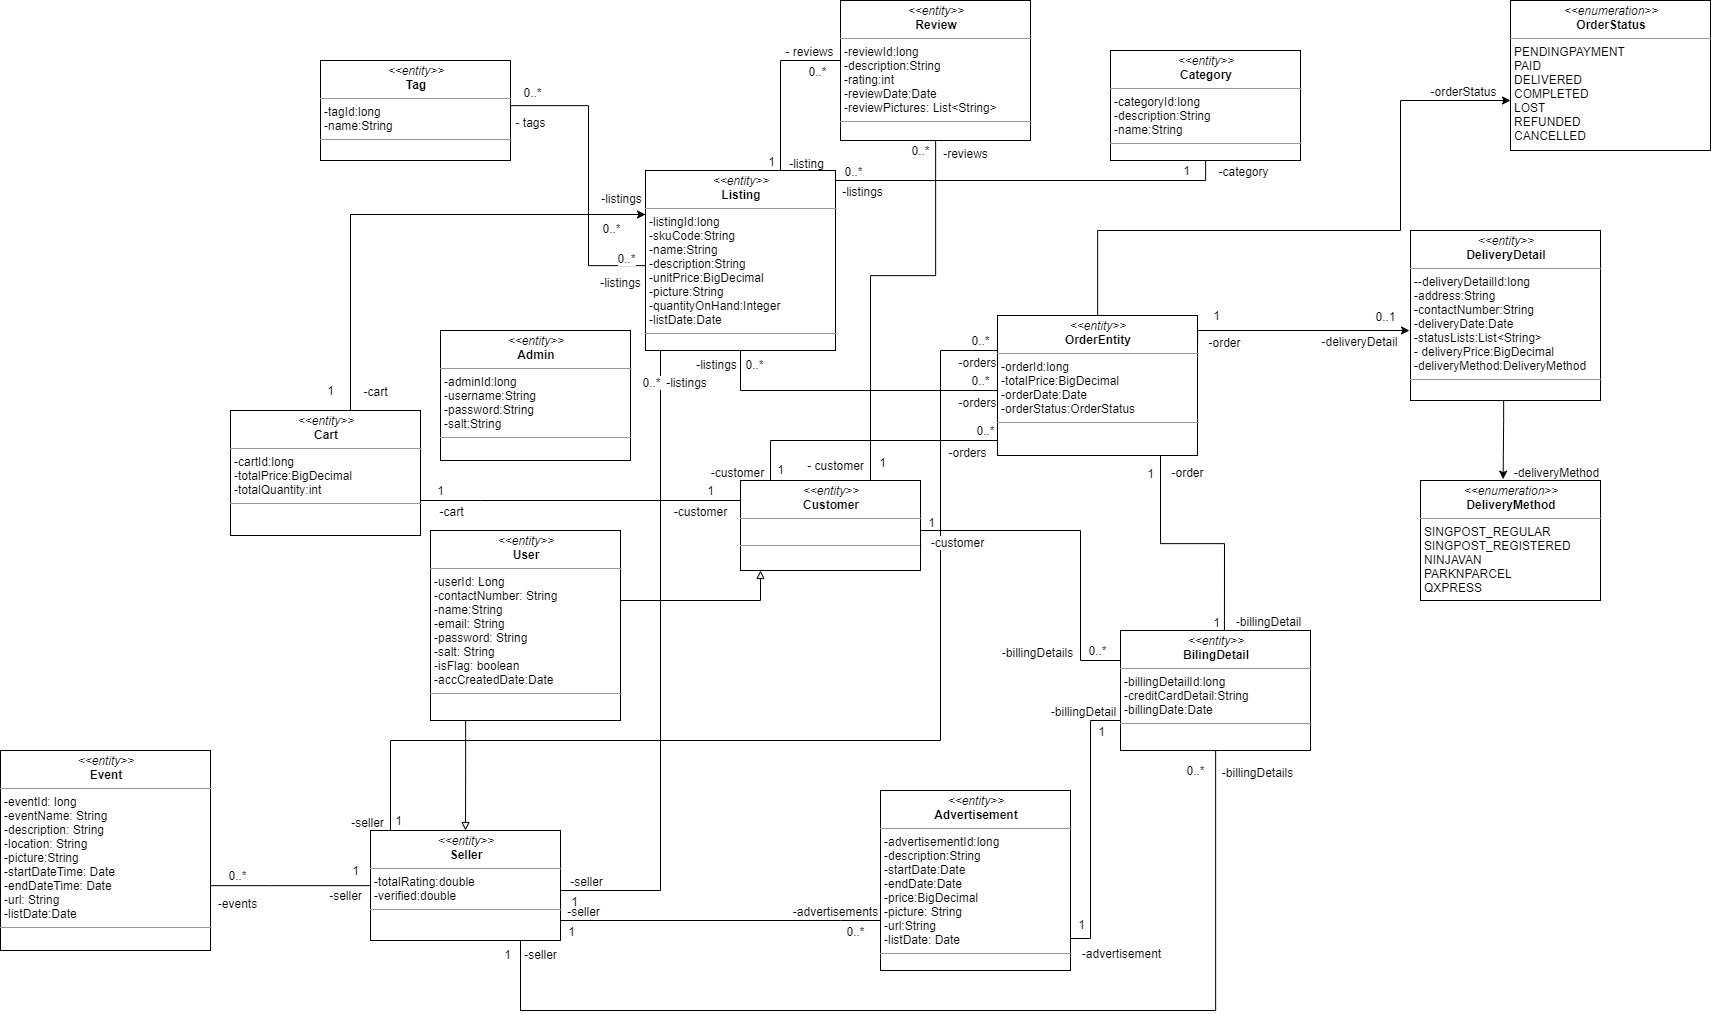 <<entity>>
Review
-reviewId:long
-description:String
-rating:int
-reviewDate:Date
-reviewPictures: List<String>
<<enumeration>>
OrderStatus
PENDINGPAYMENT
PAID
DELIVERED
COMPLETED
LOST
REFUNDED
CANCELLED
<<entity>>
Category
-categoryId:long
-description:String
-name:String
<<entity>>
Tag
-tagId:long
-name:String
- reviews
0..*
0..*
- tags
-orderStatus
1
-listing
0..*
-listings
0..*
-reviews
1
-category
<<entity>>
Listing
-listingId:long
-skuCode:String
-name:String
-description:String
-unitPrice:BigDecimal
-picture:String
-quantityOnHand:Integer
-listDate:Date
-listings
0..*
0..*
-listings
<<entity>>
DeliveryDetail
--deliveryDetailId:long
-address:String
-contactNumber:String
-deliveryDate:Date
-statusLists:List<String>
- deliveryPrice:BigDecimal
-deliveryMethod:DeliveryMethod
<<entity>>
OrderEntity
-orderId:long
-totalPrice:BigDecimal
-orderDate:Date
-orderStatus:OrderStatus
1
-order
0..1
-deliveryDetail
<<entity>>
Admin
-adminId:long
-username:String
-password:String
-salt:String
0..*
-orders
0..*
-orders
0..*
-orders
-listings
0..*
0..*
-listings
1
-cart
<<entity>>
Cart
-cartId:long
-totalPrice:BigDecimal
-totalQuantity:int
1
-cart
1
-customer
-customer
1
- customer
1
<<entity>>
Customer
1
-customer
1
-order
-deliveryMethod
<<enumeration>>
DeliveryMethod
SINGPOST_REGULAR
SINGPOST_REGISTERED
NINJAVAN
PARKNPARCEL
QXPRESS
<<entity>>
User
-userId: Long
-contactNumber: String
-name:String
-email: String
-password: String
-salt: String
-isFlag: boolean
-accCreatedDate:Date
1
-billingDetail
-billingDetails
0..*
<<entity>>
BilingDetail
-billingDetailId:long
-creditCardDetail:String
-billingDate:Date
-billingDetail
1
0..*
-billingDetails
<<entity>>
Event
-eventId: long
-eventName: String
-description: String
-location: String
-picture:String
-startDateTime: Date
-endDateTime: Date
-url: String
-listDate:Date
0..*
-events
1
-seller
-seller
1
<<entity>>
Seller
-totalRating:double
-verified:double
-seller
1
-seller
1
1
-seller
-advertisements
0..*
<<entity>>
Advertisement
-advertisementId:long
-description:String
-startDate:Date
-endDate:Date
-price:BigDecimal
-picture: String
-url:String
-listDate: Date
1
-advertisement